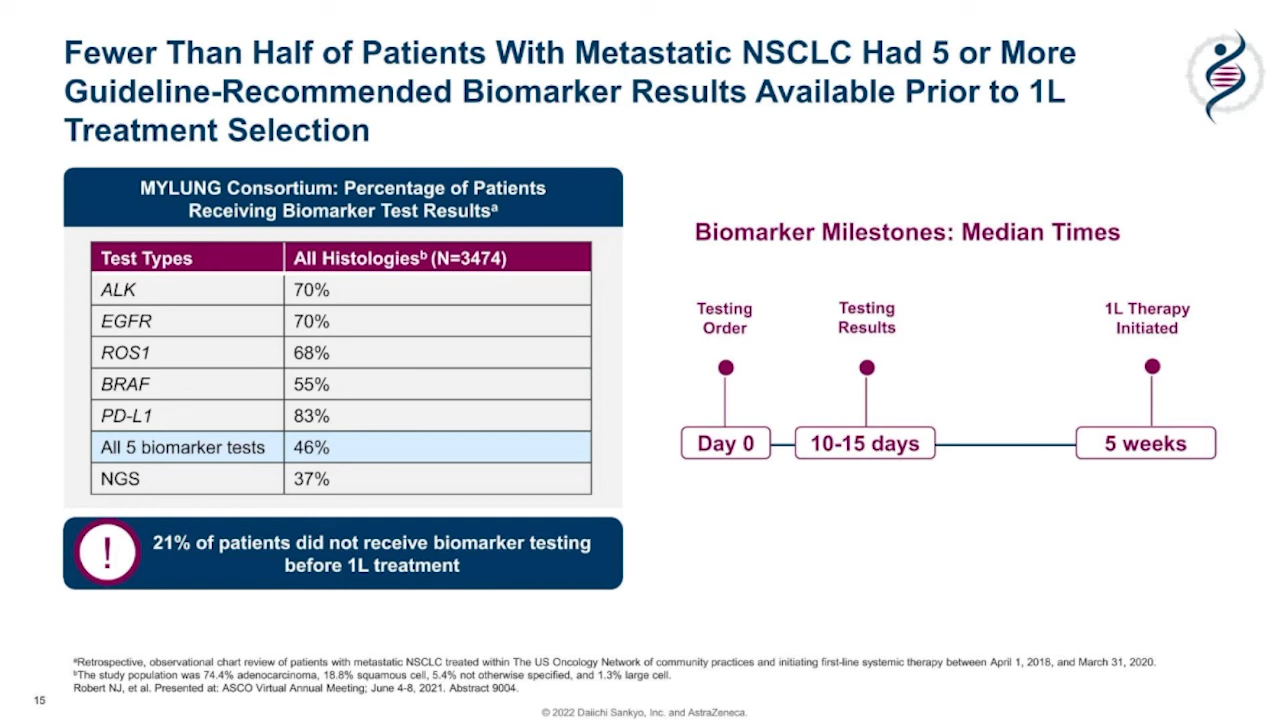 Fewer Than Half of Patients With Metastatic NSCLC Had 5 or More
Guideline-Recommended Biomarker Results Available Prior to 1L
Treatment Selection
MYLUNG Consortium: Percentage of Patients
Receiving Biomarker Test Resultsᵃ
Test Types All Histologiesᵇ (N=3474)
ALK 70%
EGFR 70%
ROS1 68%
BRAF 55%
PD-L1 83%
All 5 biomarker tests 46%
NGS 37%
! 21% of patients did not receive biomarker testing
before 1L treatment
Biomarker Milestones: Median Times
Testing Order
Testing Results
1L Therapy Initiated
Day 0 10-15 days 5 weeks
ᵃRetrospective, observational chart review of patients with metastatic NSCLC treated within The US Oncology Network of community practices and initiating first-line systemic therapy between April 1, 2018, and March 31, 2020.
ᵇThe study population was 74.4% adenocarcinoma, 18.8% squamous cell, 5.4% not otherwise specified, and 1.3% large cell.
Robert NJ, et al. Presented at: ASCO Virtual Annual Meeting; June 4-8, 2021. Abstract 9004.
15
© 2022 Daiichi Sankyo, Inc. and AstraZeneca.